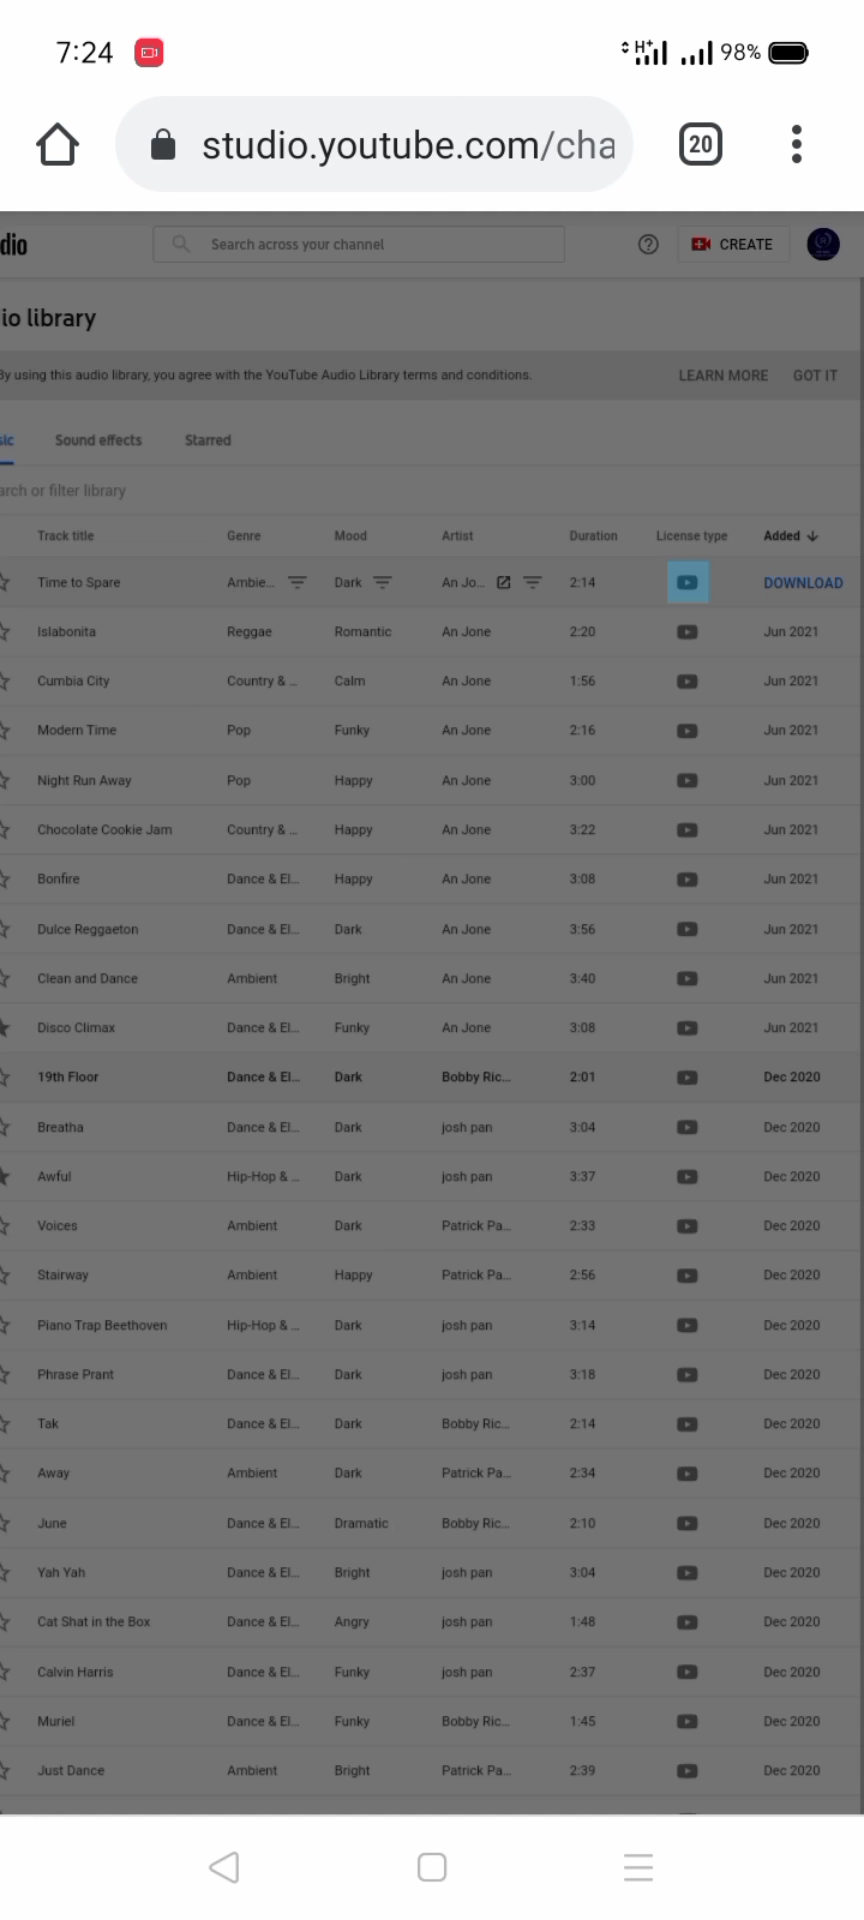 7:24 H+ 98%
studio.youtube.com/cha 20
dio Search across your channel CREATE
io library
By using this audio library, you agree with the YouTube Audio Library terms and conditions. LEARN MORE GOT IT
sic Sound effects Starred
arch or filter library
Track title Genre Mood Artist Duration License type Added
Time to Spare Ambie... Dark An Jo... 2:14 DOWNLOAD
Islabonita Reggae Romantic An Jone 2:20 Jun 2021
Cumbia City Country & ... Calm An Jone 1:56 Jun 2021
Modern Time Pop Funky An Jone 2:16 Jun 2021
Night Run Away Pop Happy An Jone 3:00 Jun 2021
Chocolate Cookie Jam Country & ... Happy An Jone 3:22 Jun 2021
Bonfire Dance & El... Happy An Jone 3:08 Jun 2021
Dulce Reggaeton Dance & El... Dark An Jone 3:56 Jun 2021
Clean and Dance Ambient Bright An Jone 3:40 Jun 2021
Disco Climax Dance & El... Funky An Jone 3:08 Jun 2021
19th Floor Dance & El... Dark Bobby Ric... 2:01 Dec 2020
Breatha Dance & El... Dark josh pan 3:04 Dec 2020
Awful Hip-Hop & ... Dark josh pan 3:37 Dec 2020
Voices Ambient Dark Patrick Pa... 2:33 Dec 2020
Stairway Ambient Happy Patrick Pa... 2:56 Dec 2020
Piano Trap Beethoven Hip-Hop & ... Dark josh pan 3:14 Dec 2020
Phrase Prant Dance & El... Dark josh pan 3:18 Dec 2020
Tak Dance & El... Dark Bobby Ric... 2:14 Dec 2020
Away Ambient Dark Patrick Pa... 2:34 Dec 2020
June Dance & El... Dramatic Bobby Ric... 2:10 Dec 2020
Yah Yah Dance & El... Bright josh pan 3:04 Dec 2020
Cat Shat in the Box Dance & El... Angry josh pan 1:48 Dec 2020
Calvin Harris Dance & El... Funky josh pan 2:37 Dec 2020
Muriel Dance & El... Funky Bobby Ric... 1:45 Dec 2020
Just Dance Ambient Bright Patrick Pa... 2:39 Dec 2020